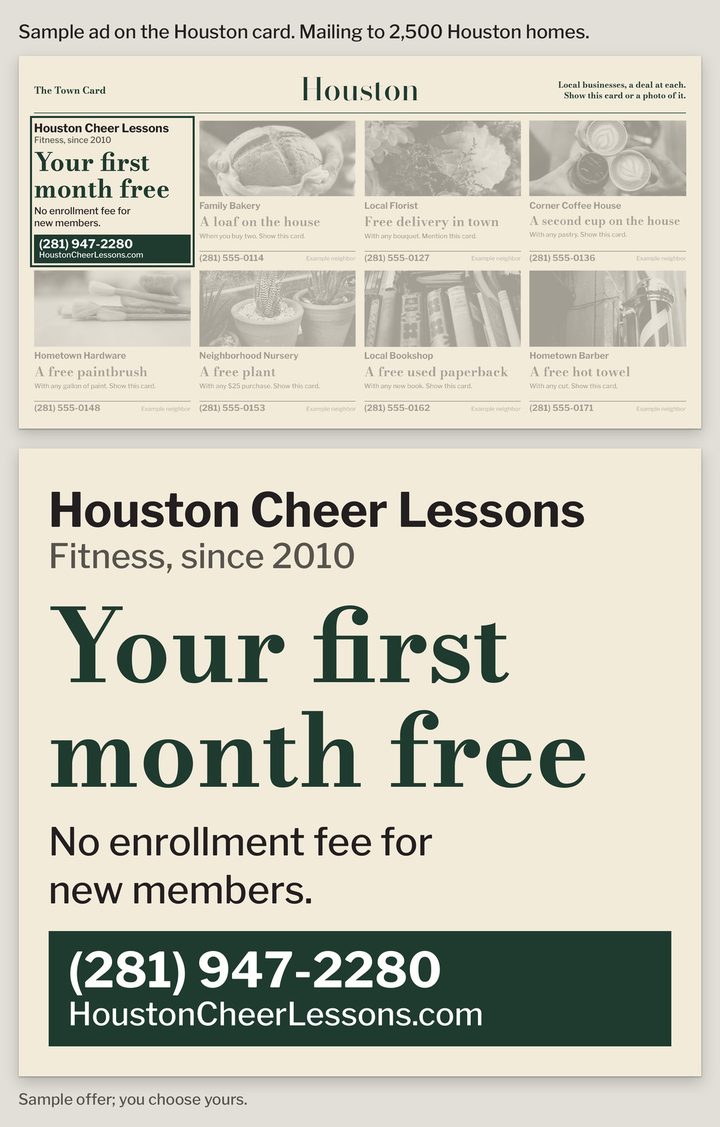 Sample ad on the Houston card. Mailing to 2,500 Houston homes.
The Town Card
Houston
Local businesses, a deal at each.
Show this card or a photo of it.
Houston Cheer Lessons
Fitness, since 2010
Your first
month free
No enrollment fee for
new members.
(281) 947-2280
HoustonCheerLessons.com
Family Bakery
A loaf on the house
When you buy two. Show this card.
(281) 555-0114
Example neighbor
Local Florist
Free delivery in town
With any bouquet. Mention this card.
(281) 555-0127
Example neighbor
Corner Coffee House
A second cup on the house
With any pastry. Show this card.
(281) 555-0136
Example neighbor
Hometown Hardware
A free paintbrush
With any gallon of paint. Show this card.
(281) 555-0148
Example neighbor
Neighborhood Nursery
A free plant
With any $25 purchase. Show this card.
(281) 555-0153
Example neighbor
Local Bookshop
A free used paperback
With any new book. Show this card.
(281) 555-0162
Example neighbor
Hometown Barber
A free hot towel
With any cut. Show this card.
(281) 555-0171
Example neighbor
Houston Cheer Lessons
Fitness, since 2010
Your first
month free
No enrollment fee for
new members.
(281) 947-2280
HoustonCheerLessons.com
Sample offer; you choose yours.